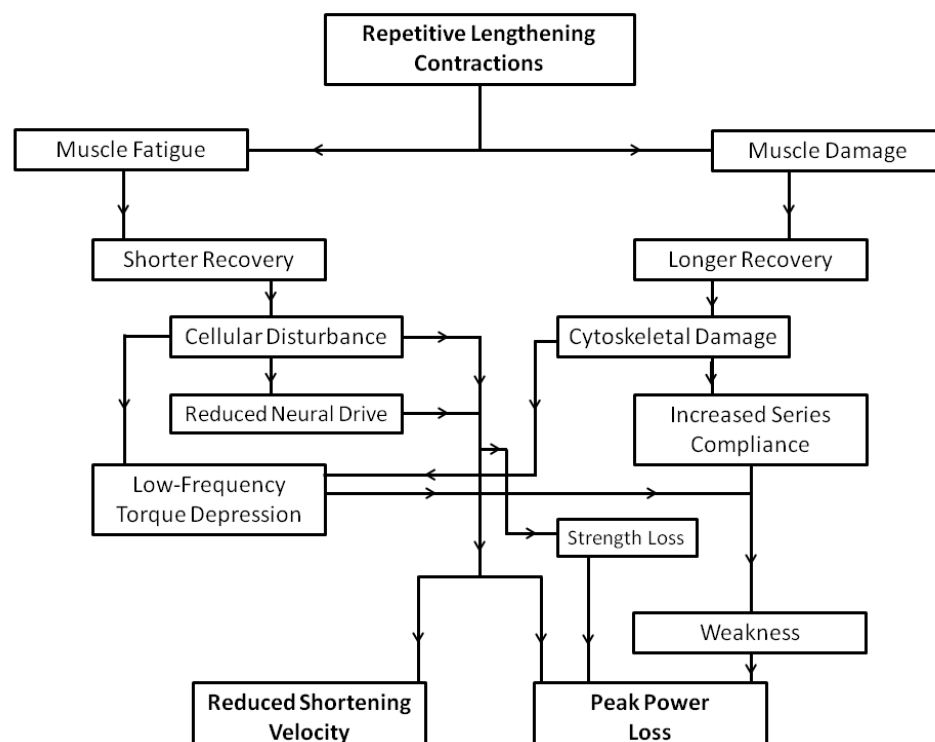 Repetitive Lengthening
Contractions
Muscle Fatigue
Muscle Damage
Shorter Recovery
Longer Recovery
Cellular Disturbance
Cytoskeletal Damage
Reduced Neural Drive
Increased Series
Compliance
Low-Frequency
Torque Depression
Strength Loss
Weakness
Reduced Shortening
Velocity
Peak Power
Loss